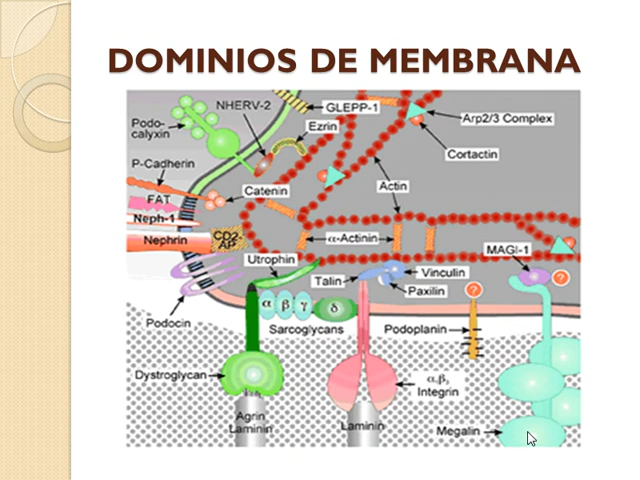 DOMINIOS DE MEMBRANA
NHERV-2
GLEPP-1
Podo-
calyxin
Ezrin
Arp2/3 Complex
Cortactin
P-Cadherin
FAT
Catenin
Actin
Neph-1
Nephrin
CD2-
AP
α-Actinin
MAGI-1
Utrophin
Talin
Vinculin
Paxilin
?
?
α β γ δ
Podocin
Sarcoglycans
Podoplanin
Dystroglycan
α,β,
Integrin
Agrin
Laminin
Laminin
Megalin